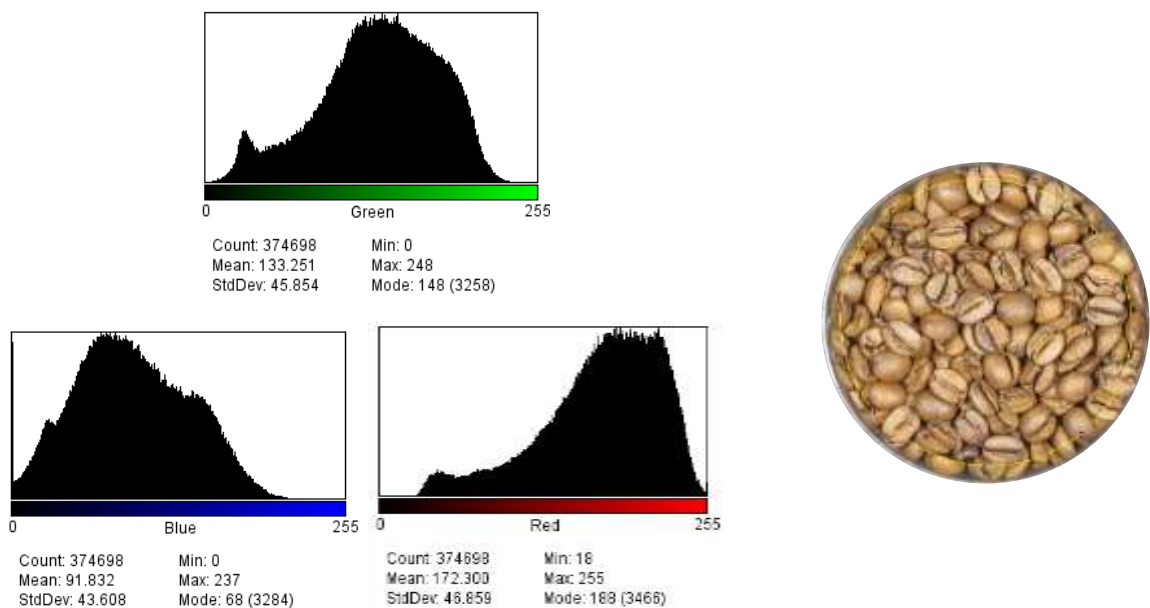 0 Green 255
Count: 374698 Min: 0
Mean: 133.251 Max: 248
StdDev: 45.854 Mode: 148 (3258)
0 Blue 255
Count: 374698 Min: 0
Mean: 91.832 Max: 237
StdDev: 43.608 Mode: 68 (3284)
0 Red 255
Count: 374698 Min: 18
Mean: 172.300 Max: 255
StdDev: 46.859 Mode: 188 (3466)